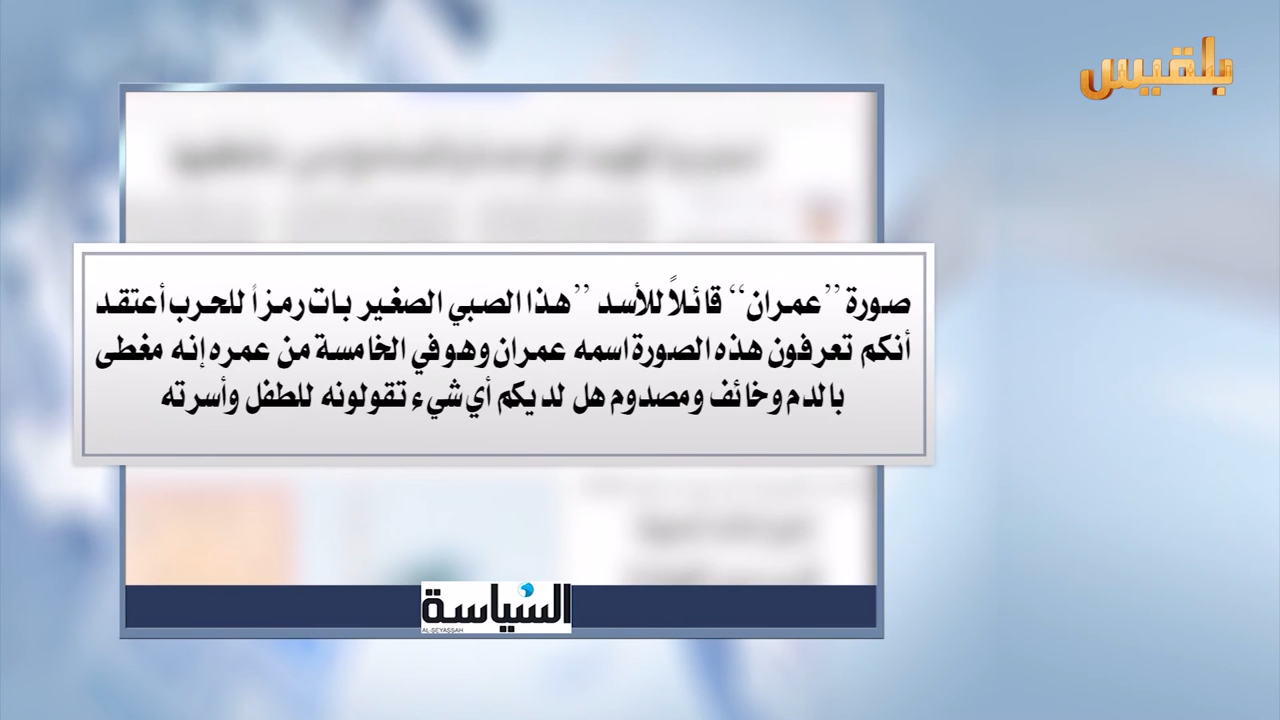 بلقيس
صورة ’’عمران‘‘ قائلاً للأسد ’’هذا الصبي الصغير بات رمزاً للحرب أعتقد
أنكم تعرفون هذه الصورة اسمه عمران وهو في الخامسة من عمره إنه مغطى
بالدم وخائف ومصدوم هل لديكم أي شيء تقولونه للطفل وأسرته
السياسة
AL-SEYASSAH